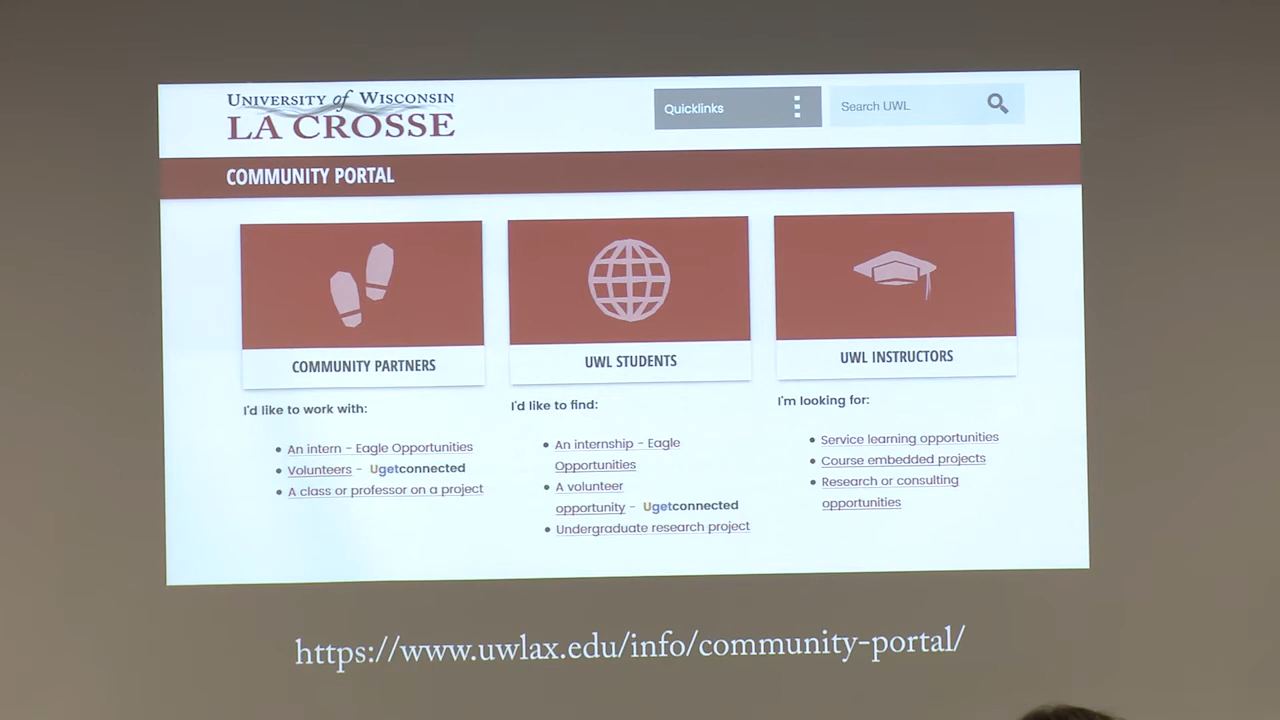 UNIVERSITY of WISCONSIN
LA CROSSE
Quicklinks
Search UWL
COMMUNITY PORTAL
COMMUNITY PARTNERS
I'd like to work with:
An intern - Eagle Opportunities
Volunteers - Ugetconnected
A class or professor on a project
UWL STUDENTS
I'd like to find:
An internship - Eagle
Opportunities
A volunteer
opportunity - Ugetconnected
Undergraduate research project
UWL INSTRUCTORS
I'm looking for:
Service learning opportunities
Course embedded projects
Research or consulting
opportunities
https://www.uwlax.edu/info/community-portal/